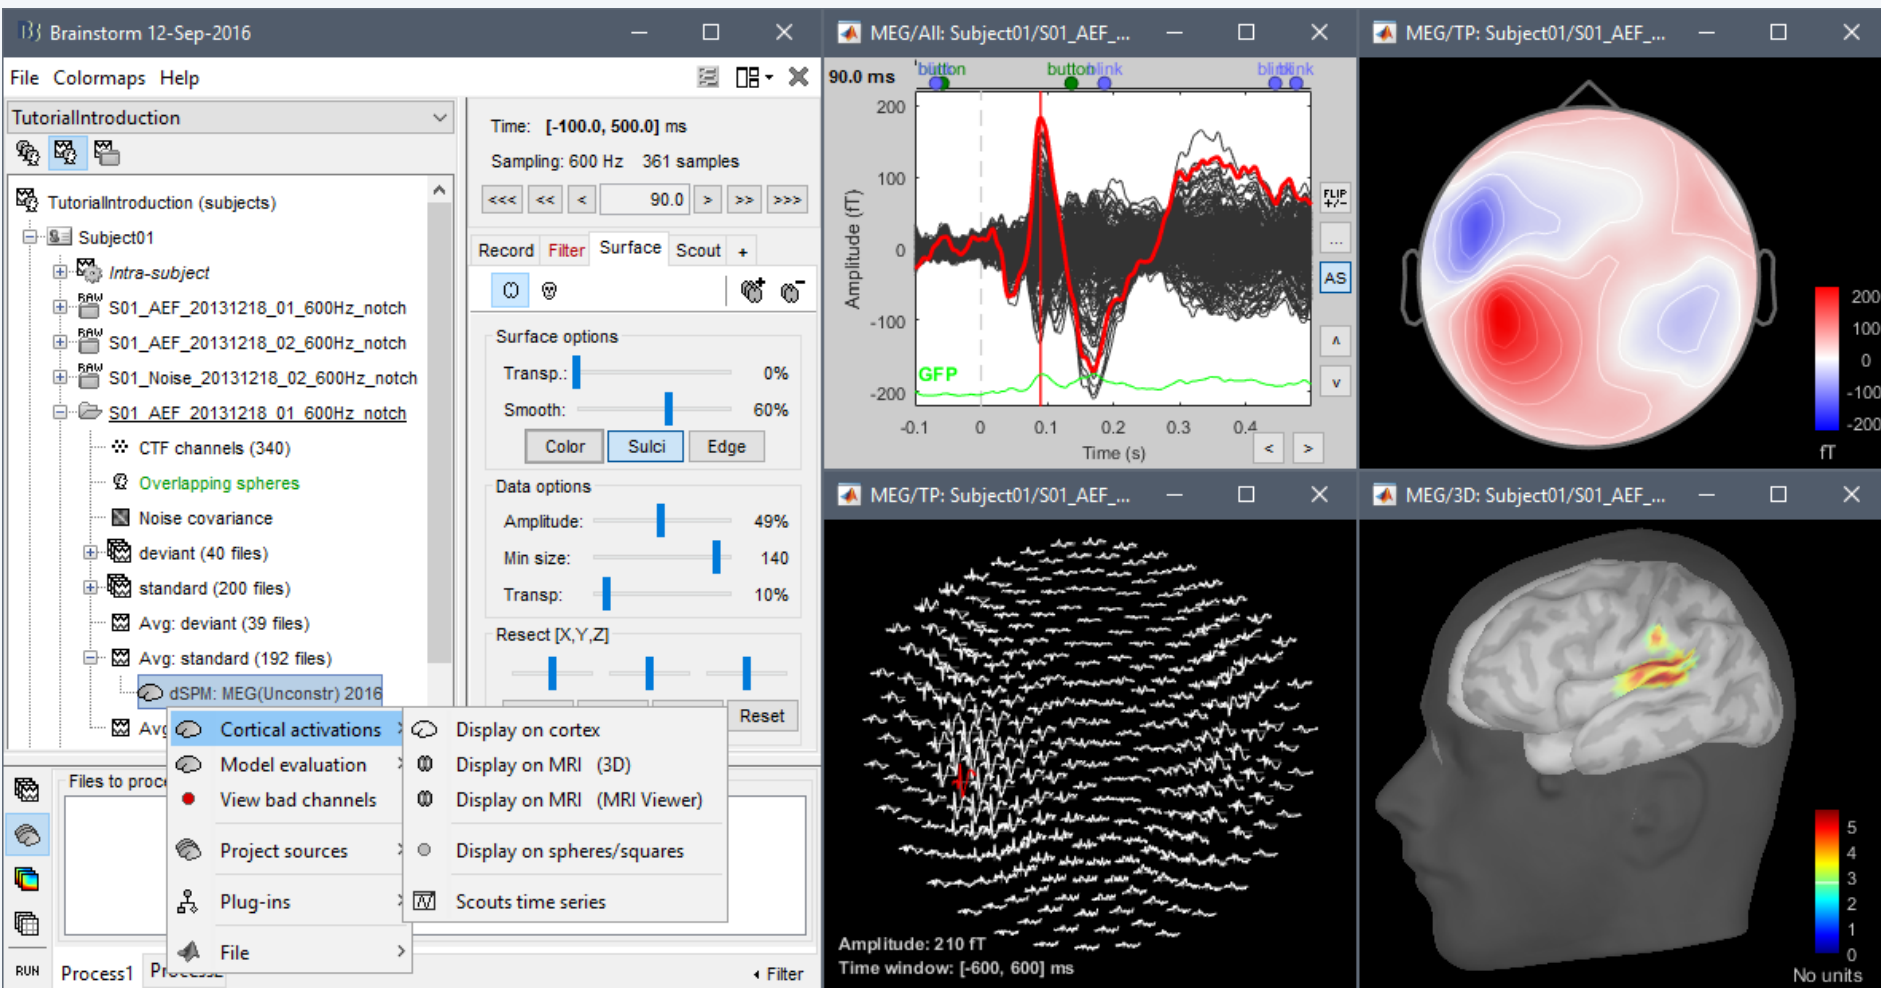 Brainstorm 12-Sep-2016
File Colormaps Help
TutorialIntroduction
TutorialIntroduction (subjects)
Subject01
Intra-subject
RAW S01_AEF_20131218_01_600Hz_notch
RAW S01_AEF_20131218_02_600Hz_notch
RAW S01_Noise_20131218_02_600Hz_notch
S01_AEF_20131218_01_600Hz_notch
CTF channels (340)
Overlapping spheres
Noise covariance
deviant (40 files)
standard (200 files)
Avg: deviant (39 files)
Avg: standard (192 files)
dSPM: MEG(Unconstr) 2016
Avg
Cortical activations >
Model evaluation >
View bad channels
Project sources >
Plug-ins >
File >
Display on cortex
Display on MRI (3D)
Display on MRI (MRI Viewer)
Display on spheres/squares
Scouts time series
Files to proce
RUN
Process1
Filter
Time: [-100.0, 500.0] ms
Sampling: 600 Hz 361 samples
<<< << < 90.0 > >> >>>
Record Filter Surface Scout +
Surface options
Transp.: 0%
Smooth: 60%
Color Sulci Edge
Data options
Amplitude: 49%
Min size: 140
Transp: 10%
Resect [X,Y,Z]
Reset
MEG/All: Subject01/S01_AEF_...
90.0 ms
button button blink
200
100
0
-100
-200
Amplitude (fT)
GFP
-0.1 0 0.1 0.2 0.3 0.4
Time (s)
FLIP
+/-
...
AS
< >
MEG/TP: Subject01/S01_AEF_...
200
100
0
-100
-200
fT
MEG/TP: Subject01/S01_AEF_...
Amplitude: 210 fT
Time window: [-600, 600] ms
MEG/3D: Subject01/S01_AEF_...
5
4
3
2
1
0
No units